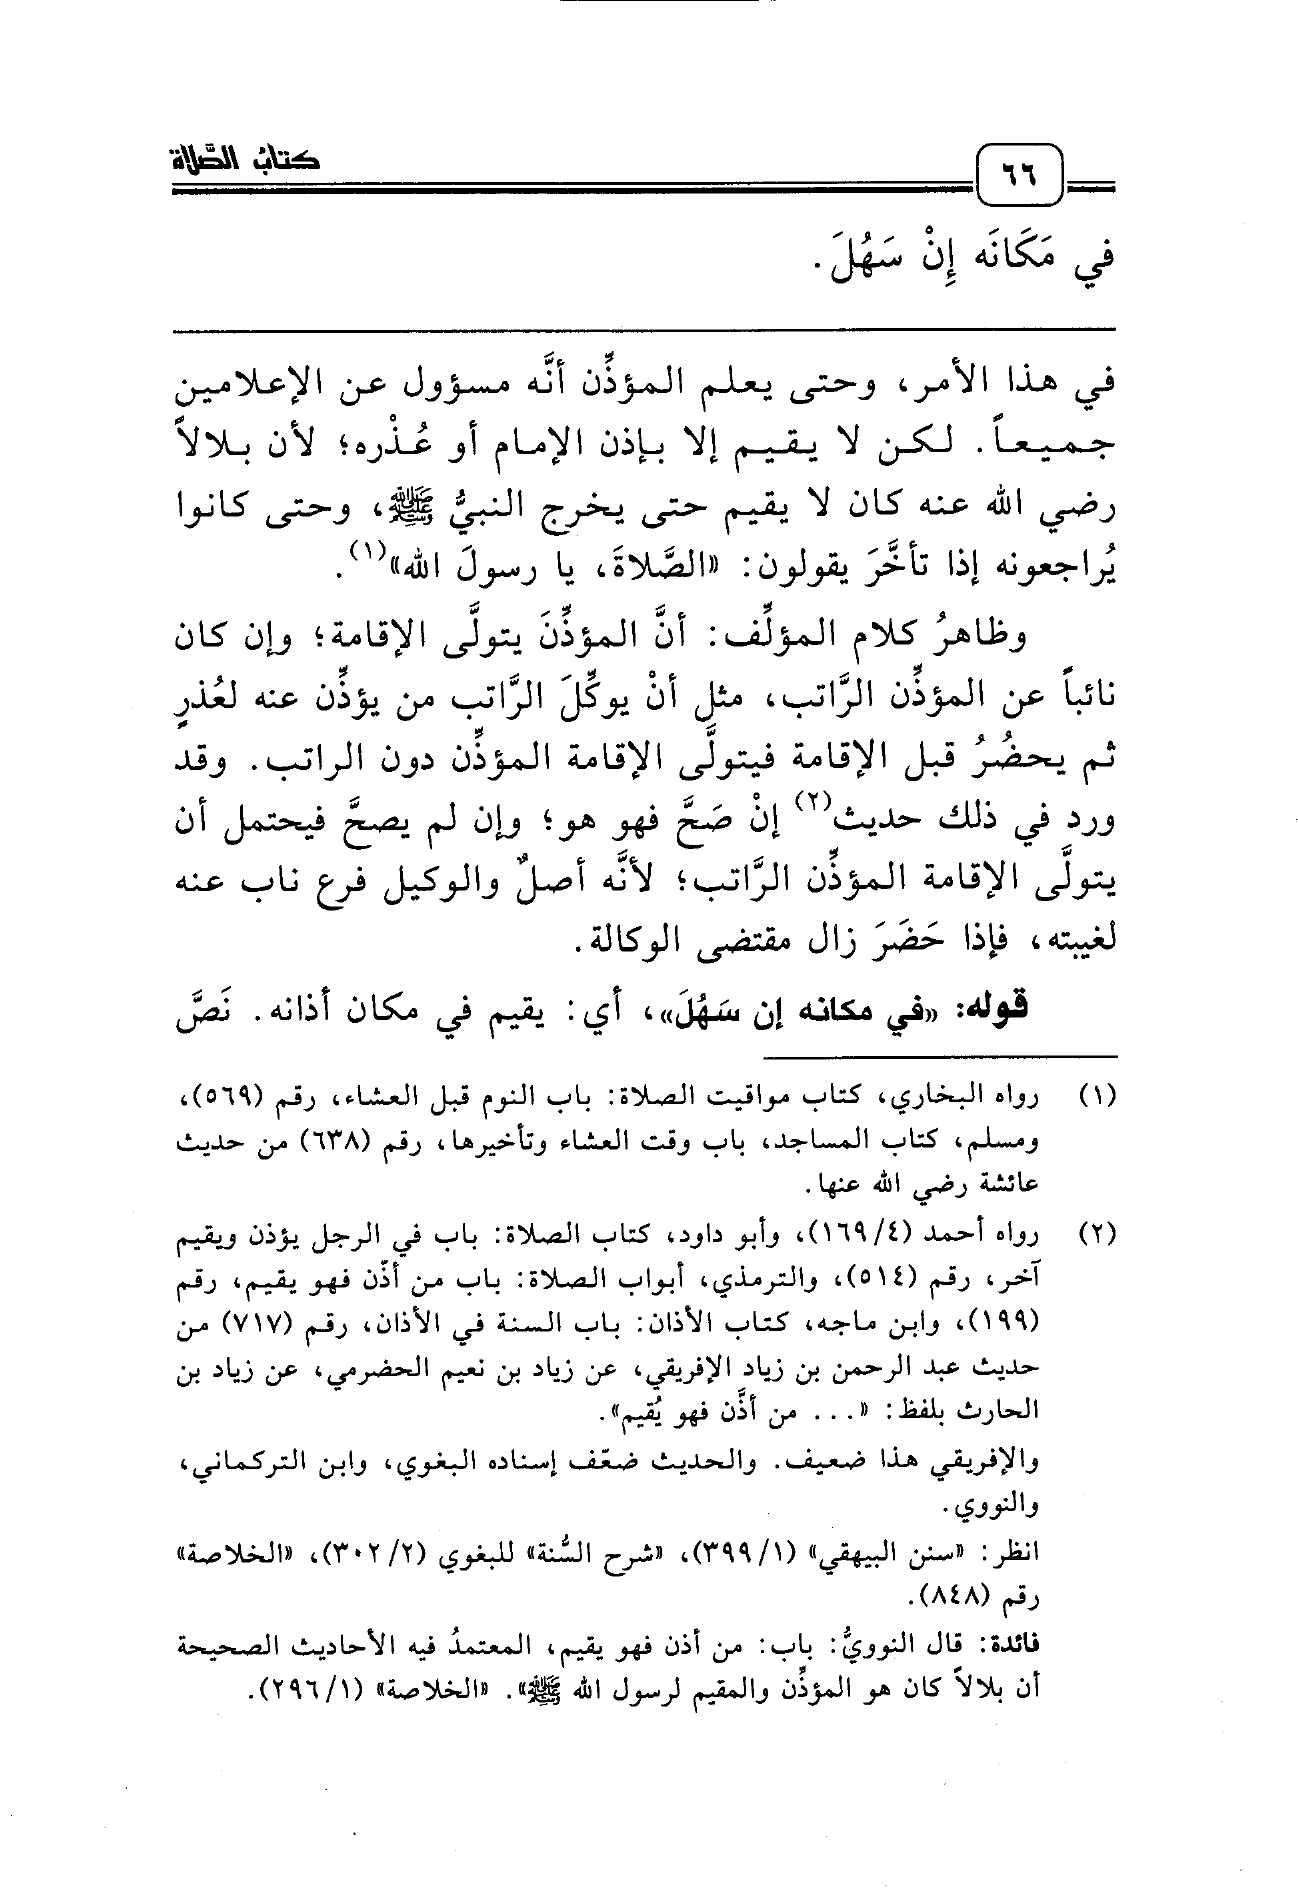 ٦٦
كتاب الصَّلاة
في مَكَانَه إِنْ سَهُلَ.
في هذا الأمر، وحتى يعلم المؤذِّن أنَّه مسؤول عن الإعلامين
جميعاً. لكن لا يقيم إلا بإذن الإمام أو عُذْره؛ لأن بلالاً
رضي الله عنه كان لا يقيم حتى يخرج النبيُّ ﷺ، وحتى كانوا
يُراجعونه إذا تأخَّرَ يقولون: «الصَّلاةَ، يا رسولَ الله»(١).
وظاهرُ كلام المؤلِّف: أنَّ المؤذِّنَ يتولَّى الإقامة؛ وإن كان
نائباً عن المؤذِّن الرَّاتب، مثل أنْ يوكِّلَ الرَّاتب من يؤذِّن عنه لعُذرٍ
ثم يحضُرُ قبل الإقامة فيتولَّى الإقامة المؤذِّن دون الراتب. وقد
ورد في ذلك حديث(٢) إنْ صَحَّ فهو هو؛ وإن لم يصحَّ فيحتمل أن
يتولَّى الإقامة المؤذِّن الرَّاتب؛ لأنَّه أصلٌ والوكيل فرع ناب عنه
لغيبته، فإذا حَضَرَ زال مقتضى الوكالة.
قوله: «في مكانه إن سَهُلَ»، أي: يقيم في مكان أذانه. نَصَّ
(١) رواه البخاري، كتاب مواقيت الصلاة: باب النوم قبل العشاء، رقم (٥٦٩)،
ومسلم، كتاب المساجد، باب وقت العشاء وتأخيرها، رقم (٦٣٨) من حديث
عائشة رضي الله عنها.
(٢) رواه أحمد (٤/ ١٦٩)، وأبو داود، كتاب الصلاة: باب في الرجل يؤذن ويقيم
آخر، رقم (٥١٤)، والترمذي، أبواب الصلاة: باب من أذّن فهو يقيم، رقم
(١٩٩)، وابن ماجه، كتاب الأذان: باب السنة في الأذان، رقم (٧١٧) من
حديث عبد الرحمن بن زياد الإفريقي، عن زياد بن نعيم الحضرمي، عن زياد بن
الحارث بلفظ: «... من أذَّن فهو يُقيم».
والإفريقي هذا ضعيف. والحديث ضعّف إسناده البغوي، وابن التركماني،
والنووي.
انظر: «سنن البيهقي» (١/ ٣٩٩)، «شرح السُّنة» للبغوي (٢/ ٣٠٢)، «الخلاصة»
رقم (٨٤٨).
فائدة: قال النوويُّ: باب: من أذن فهو يقيم، المعتمدُ فيه الأحاديث الصحيحة
أن بلالاً كان هو المؤذِّن والمقيم لرسول الله ﷺ». «الخلاصة» (١/ ٢٩٦).